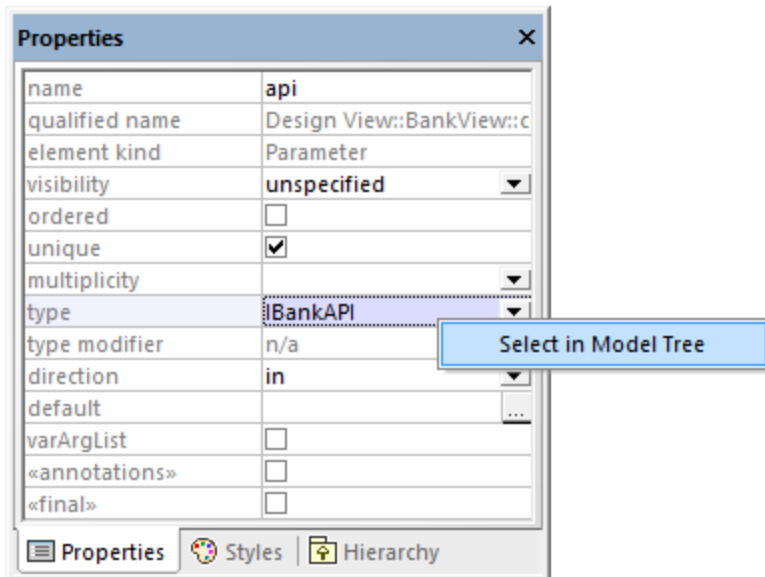 Properties
name api
qualified name Design View::BankView::c
element kind Parameter
visibility unspecified
ordered
unique
multiplicity
type IBankAPI
type modifier n/a
Select in Model Tree
direction in
default ...
varArgList
«annotations»
«final»
Properties Styles Hierarchy